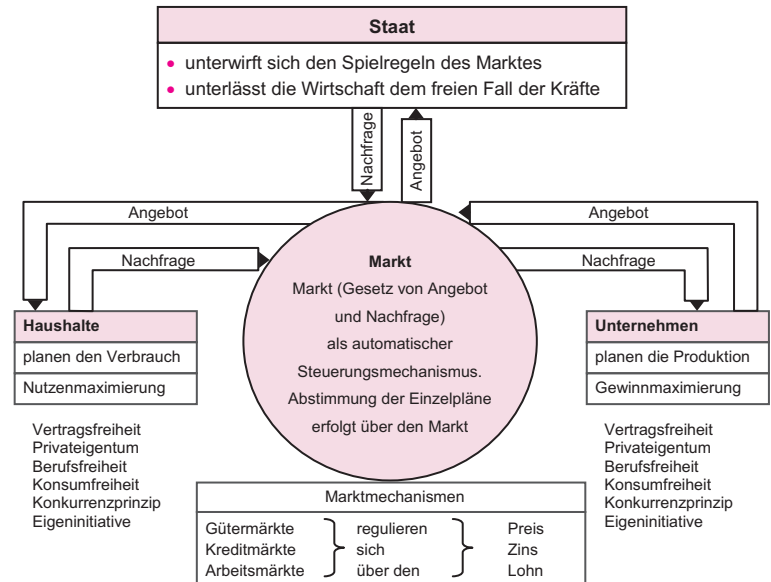 Staat
• unterwirft sich den Spielregeln des Marktes
• unterlässt die Wirtschaft dem freien Fall der Kräfte
Nachfrage
Angebot
Angebot
Nachfrage
Angebot
Nachfrage
Haushalte
planen den Verbrauch
Nutzenmaximierung
Vertragsfreiheit
Privateigentum
Berufsfreiheit
Konsumfreiheit
Konkurrenzprinzip
Eigeninitiative
Markt
Markt (Gesetz von Angebot
und Nachfrage)
als automatischer
Steuerungsmechanismus.
Abstimmung der Einzelpläne
erfolgt über den Markt
Unternehmen
planen die Produktion
Gewinnmaximierung
Vertragsfreiheit
Privateigentum
Berufsfreiheit
Konsumfreiheit
Konkurrenzprinzip
Eigeninitiative
Marktmechanismen
Gütermärkte regulieren Preis
Kreditmärkte sich Zins
Arbeitsmärkte über den Lohn